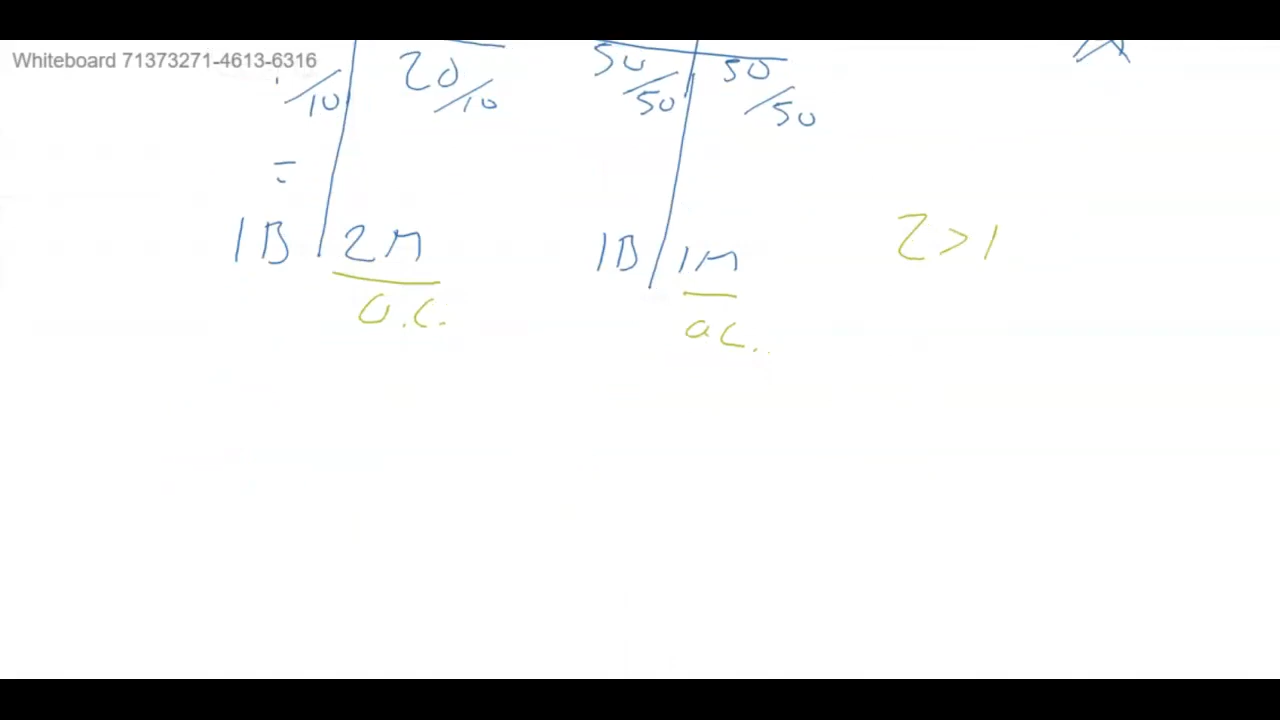 Whiteboard 71373271-4613-6316
20 50 50
/10 /10 /50 /50
=
1B 2M 1B 1M 2>1
O.C. O.C.